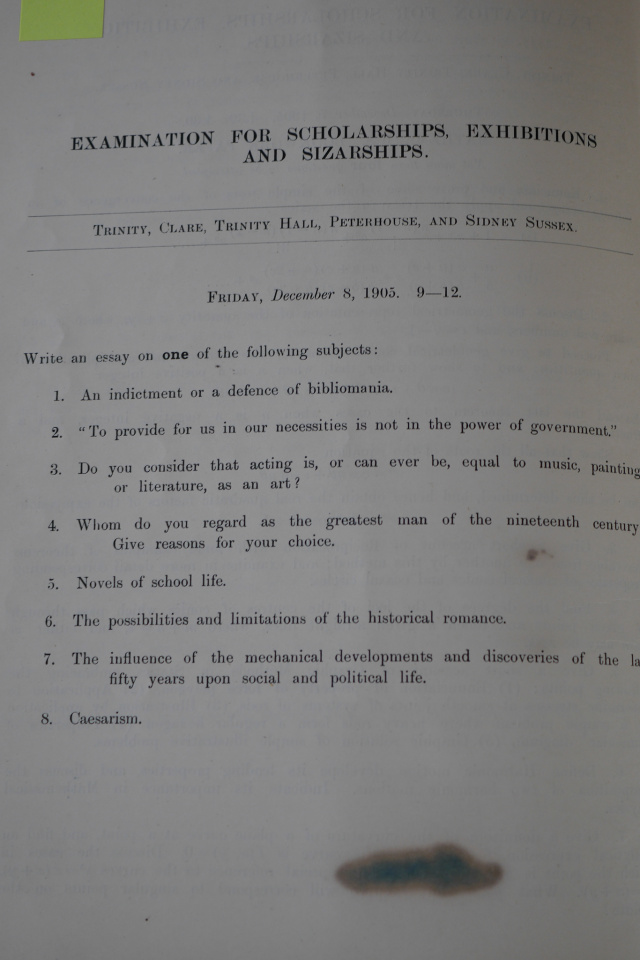 EXAMINATION FOR SCHOLARSHIPS, EXHIBITIONS
AND SIZARSHIPS.
TRINITY, CLARE, TRINITY HALL, PETERHOUSE, AND SIDNEY SUSSEX.
FRIDAY, December 8, 1905. 9—12.
Write an essay on one of the following subjects:
1. An indictment or a defence of bibliomania.
2. "To provide for us in our necessities is not in the power of government."
3. Do you consider that acting is, or can ever be, equal to music, painting
or literature, as an art?
4. Whom do you regard as the greatest man of the nineteenth century
Give reasons for your choice.
5. Novels of school life.
6. The possibilities and limitations of the historical romance.
7. The influence of the mechanical developments and discoveries of the la
fifty years upon social and political life.
8. Caesarism.